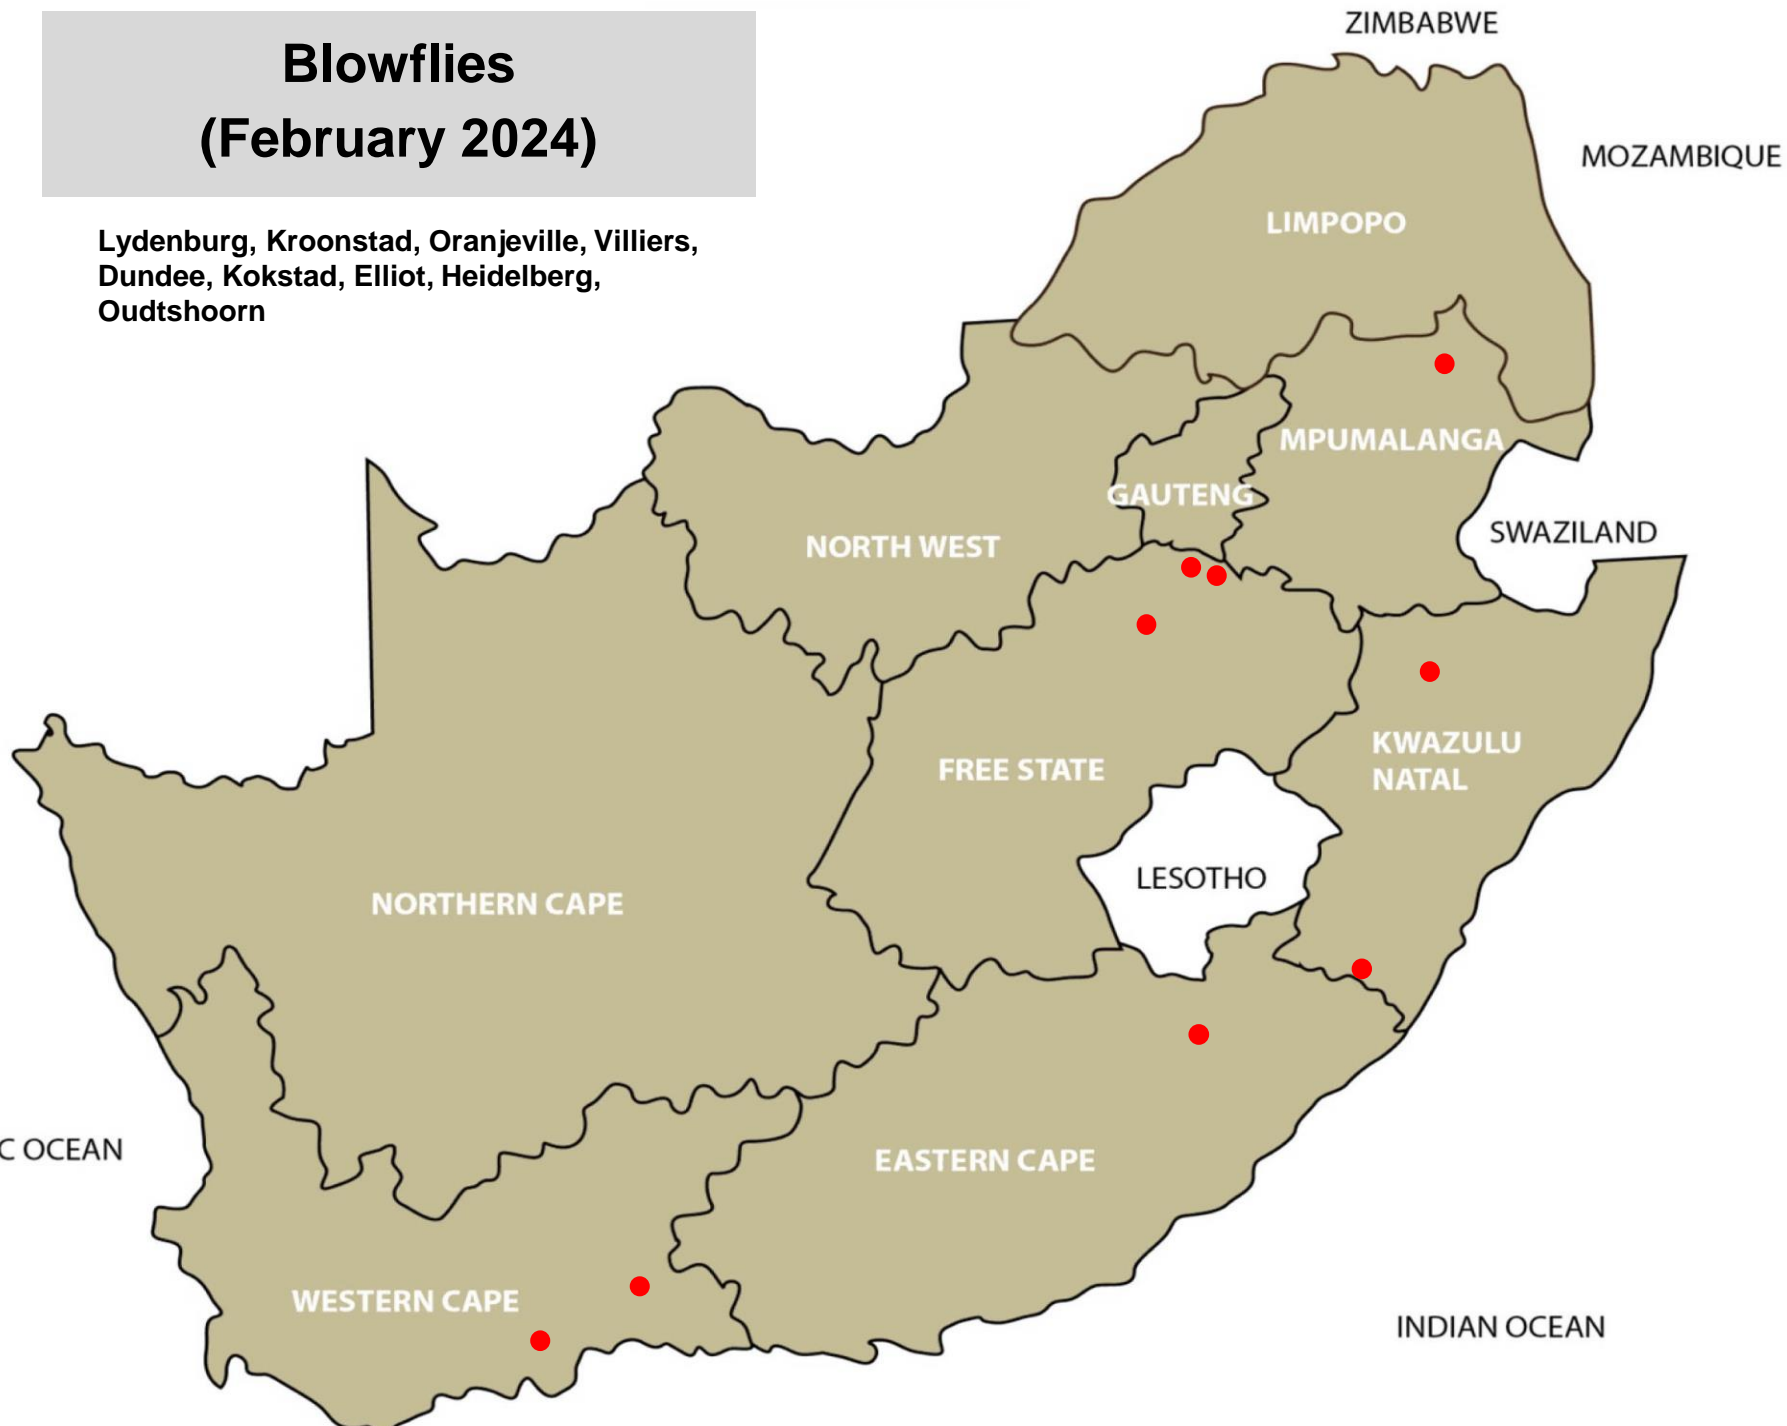 Blowflies
(February 2024)
Lydenburg, Kroonstad, Oranjeville, Villiers,
Dundee, Kokstad, Elliot, Heidelberg,
Oudtshoorn
ZIMBABWE
MOZAMBIQUE
LIMPOPO
MPUMALANGA
GAUTENG
SWAZILAND
NORTH WEST
KWAZULU
NATAL
FREE STATE
LESOTHO
NORTHERN CAPE
C OCEAN
EASTERN CAPE
WESTERN CAPE
INDIAN OCEAN